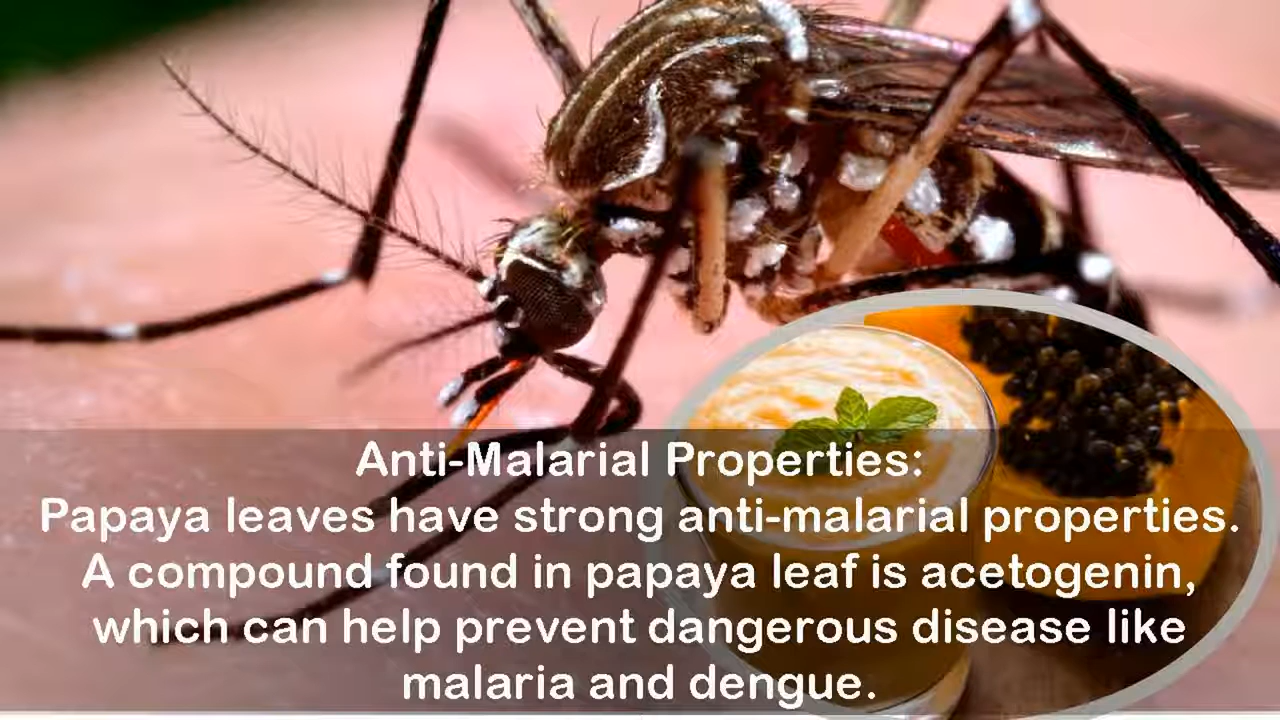 Anti-Malarial Properties:
Papaya leaves have strong anti-malarial properties.
A compound found in papaya leaf is acetogenin,
which can help prevent dangerous disease like
malaria and dengue.